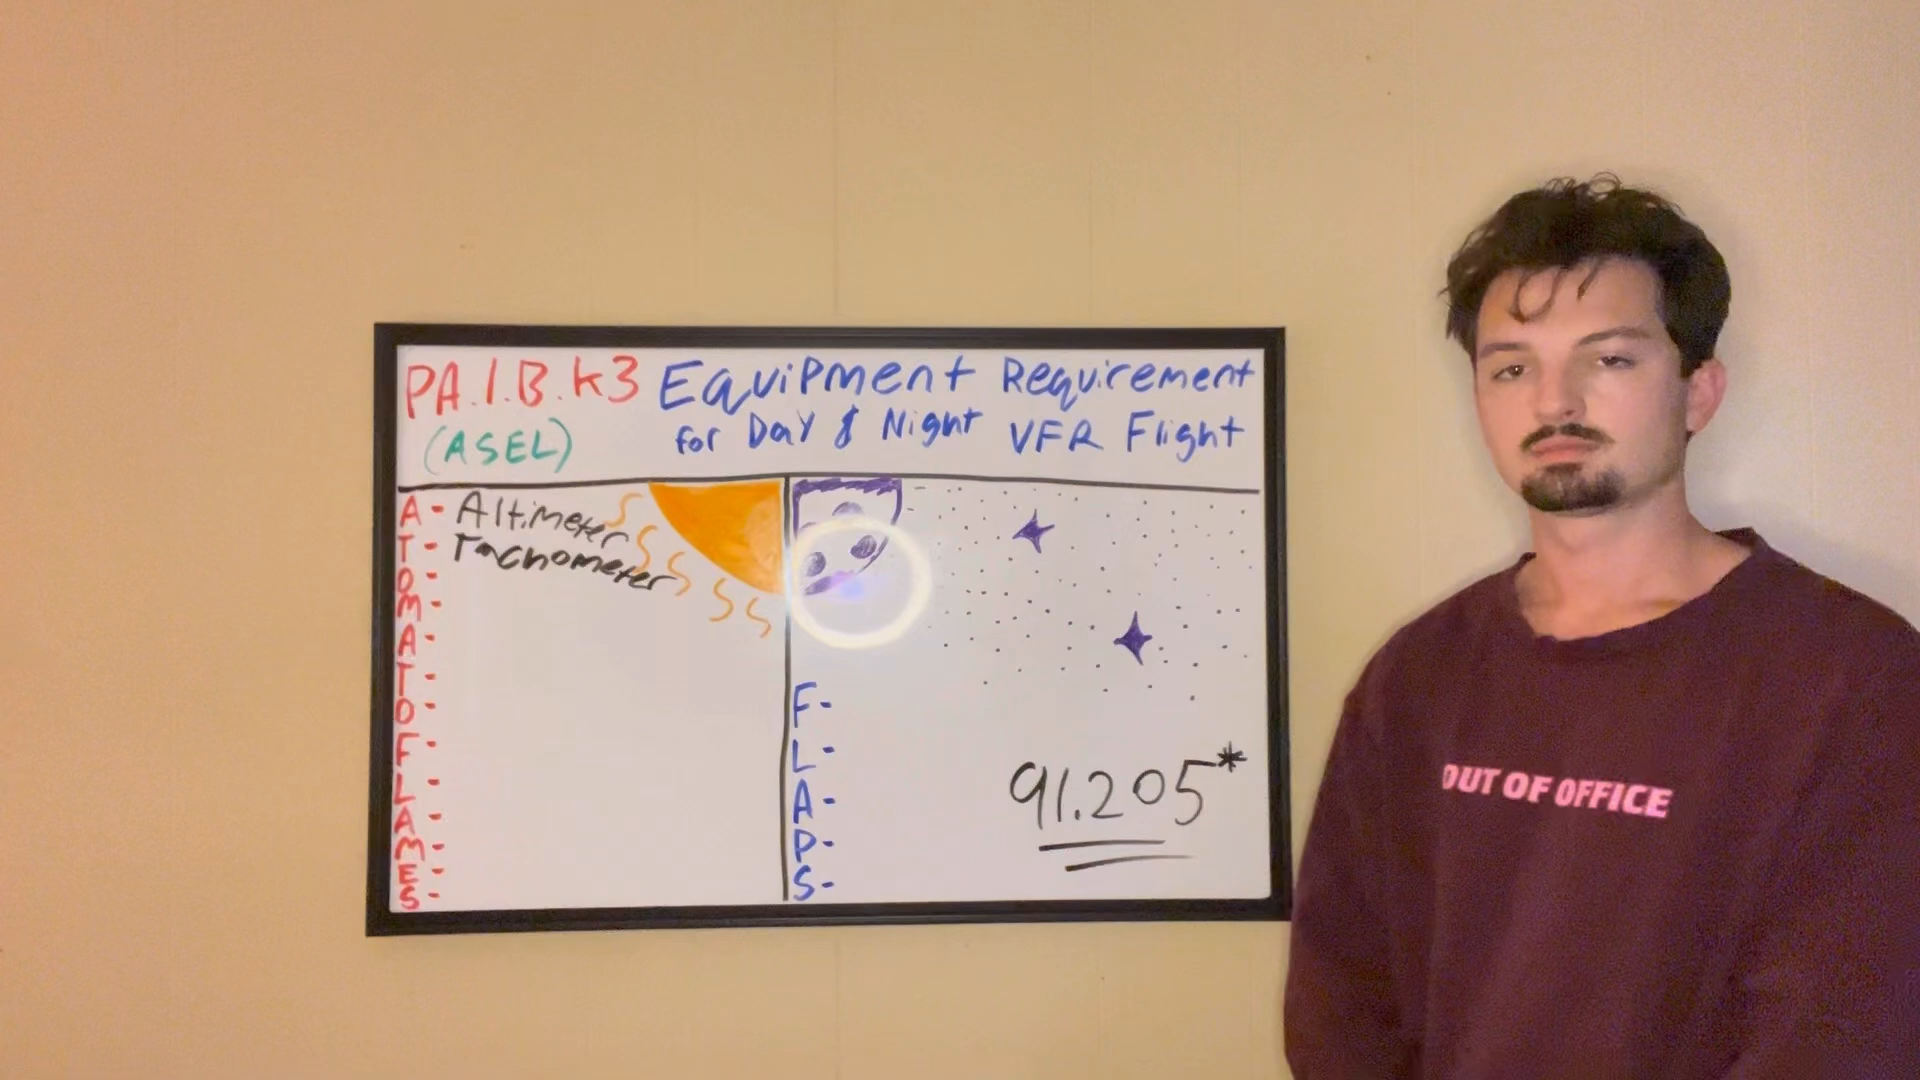 PA.I.B.K3 Equipment Requirement
(ASEL) for Day & Night VFR Flight
A - Altimeter
T - Tachometer
O -
M -
A -
T -
O -
F -
L -
A -
M -
E -
S -
F -
L -
A -
P -
S -
91.205*
OUT OF OFFICE